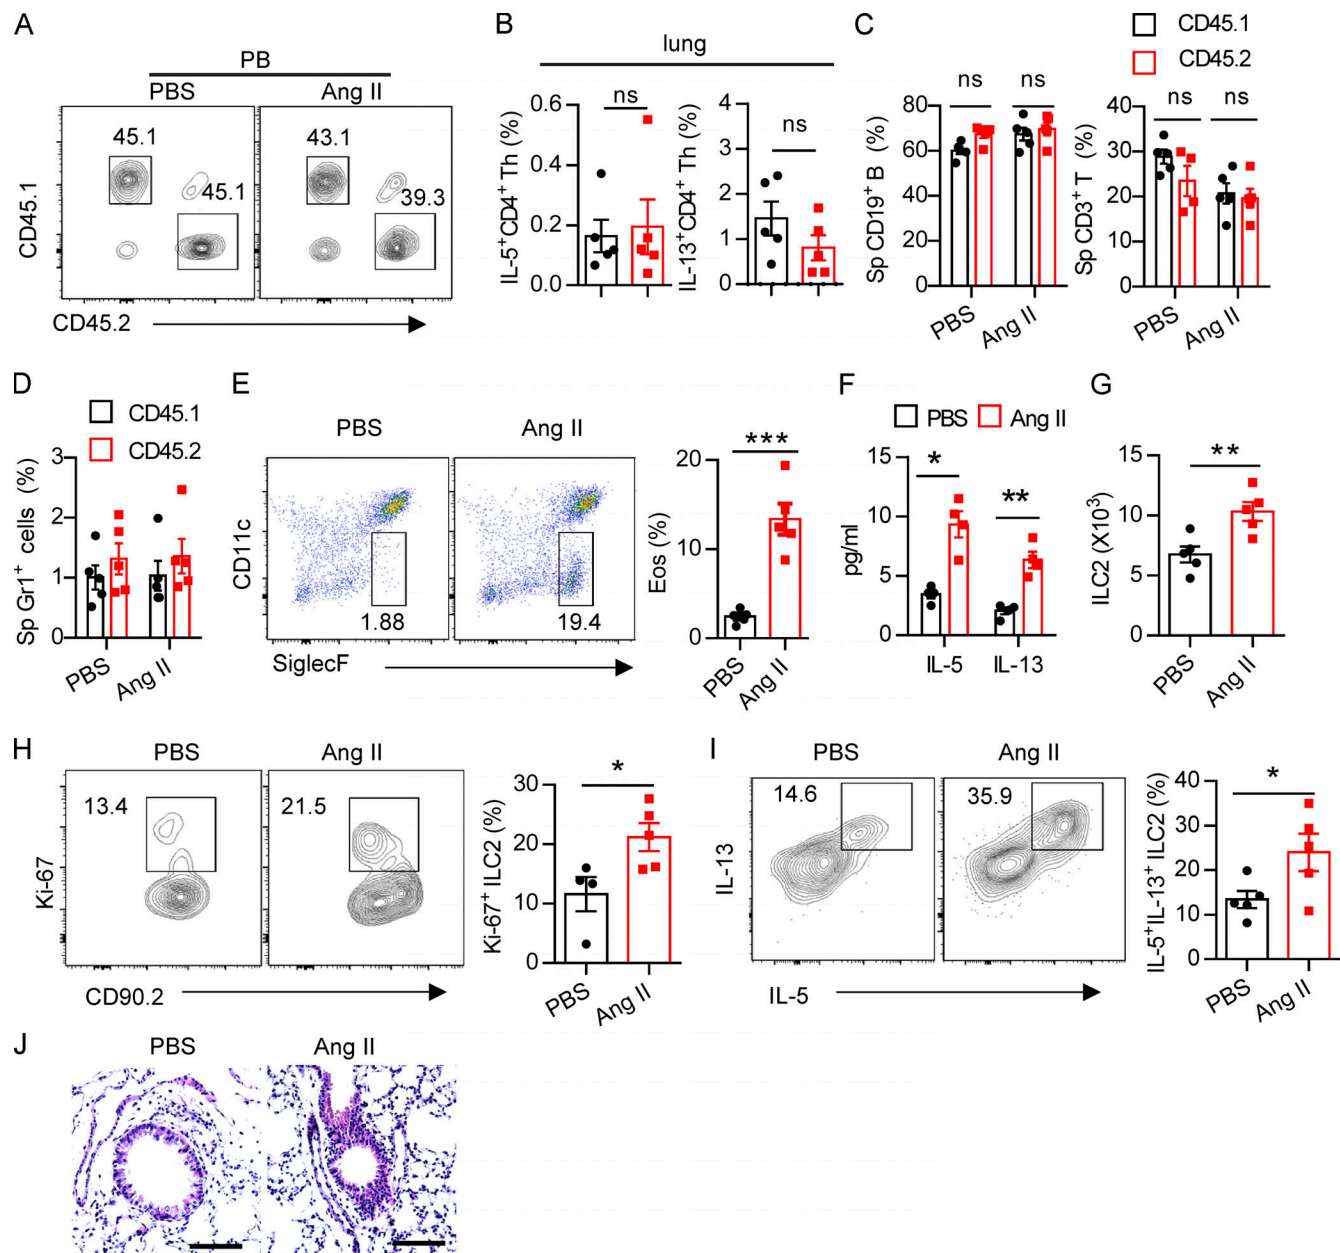 A
PB
PBS
Ang II
45.1
45.1
43.1
39.3
CD45.1
CD45.2
B
lung
ns
0.6
0.4
0.2
0.0
IL-5⁺CD4⁺ Th (%)
ns
4
3
2
1
0
IL-13⁺CD4⁺ Th (%)
C
CD45.1
CD45.2
ns
ns
80
60
40
20
0
Sp CD19⁺ B (%)
PBS
Ang II
ns
ns
40
30
20
10
0
Sp CD3⁺ T (%)
PBS
Ang II
D
CD45.1
CD45.2
3
2
1
0
Sp Gr1⁺ cells (%)
PBS
Ang II
E
PBS
Ang II
CD11c
1.88
19.4
SiglecF
***
20
10
0
Eos (%)
PBS
Ang II
F
PBS
Ang II
*
**
15
10
5
0
pg/ml
IL-5
IL-13
G
**
15
10
5
0
ILC2 (X10³)
PBS
Ang II
H
PBS
Ang II
13.4
21.5
Ki-67
CD90.2
*
30
20
10
0
Ki-67⁺ ILC2 (%)
PBS
Ang II
I
PBS
Ang II
14.6
35.9
IL-13
IL-5
*
40
30
20
10
0
IL-5⁺IL-13⁺ ILC2 (%)
PBS
Ang II
J
PBS
Ang II